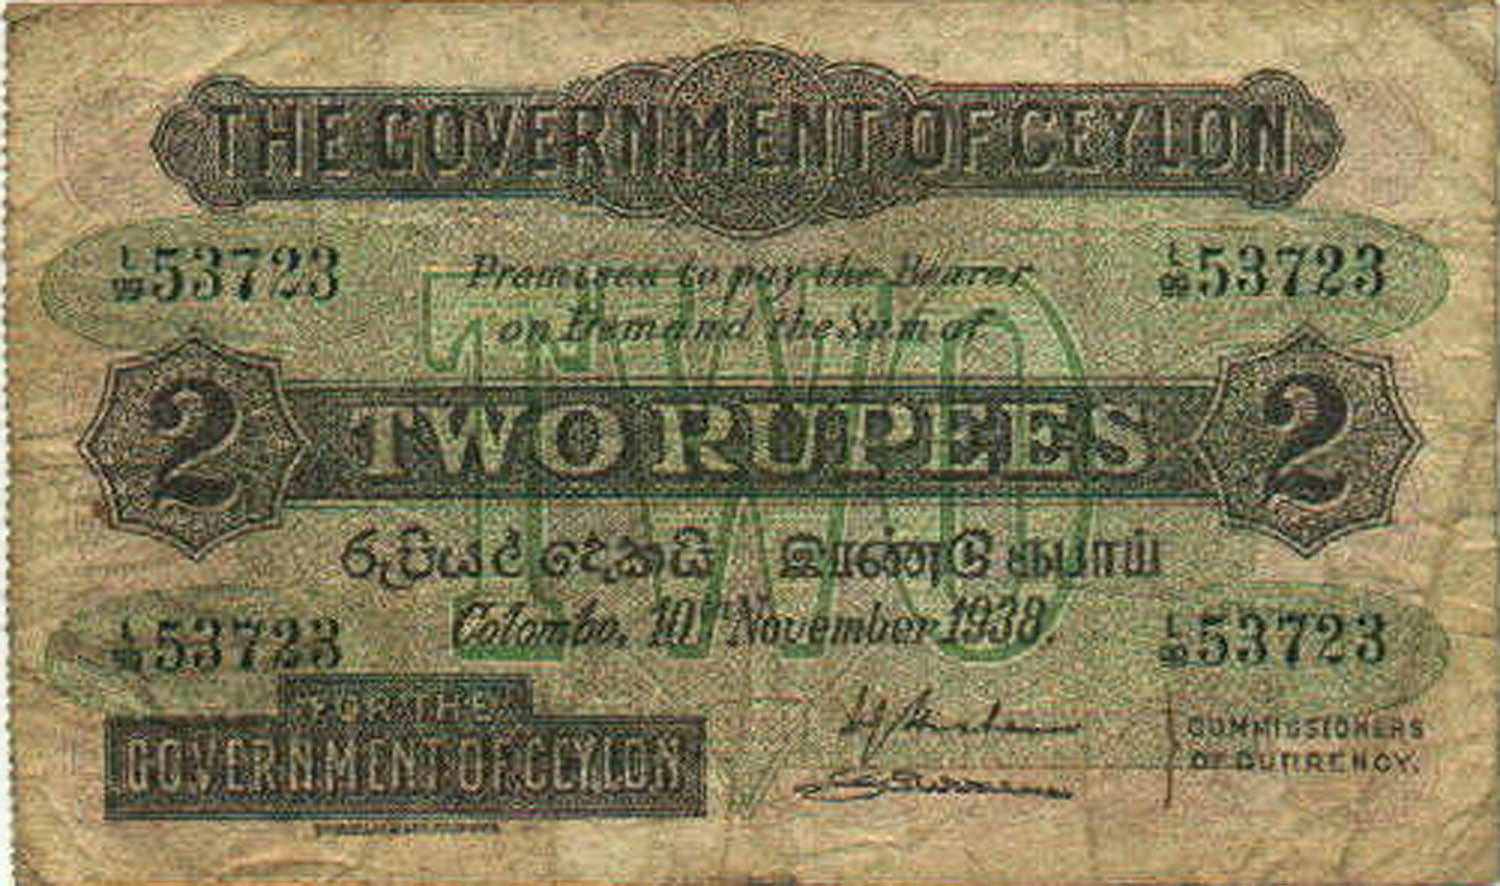 THE GOVERNMENT OF CEYLON
L/99 53723 L/99 53723
Promises to pay the Bearer
on Demand the Sum of
2 TWO RUPEES 2
TWO
රුපියල් දෙකයි இரண்டு ரூபாய்
Colombo, 10th November 1938.
L/99 53723 L/99 53723
FOR THE
GOVERNMENT OF CEYLON
COMMISSIONERS
OF CURRENCY.